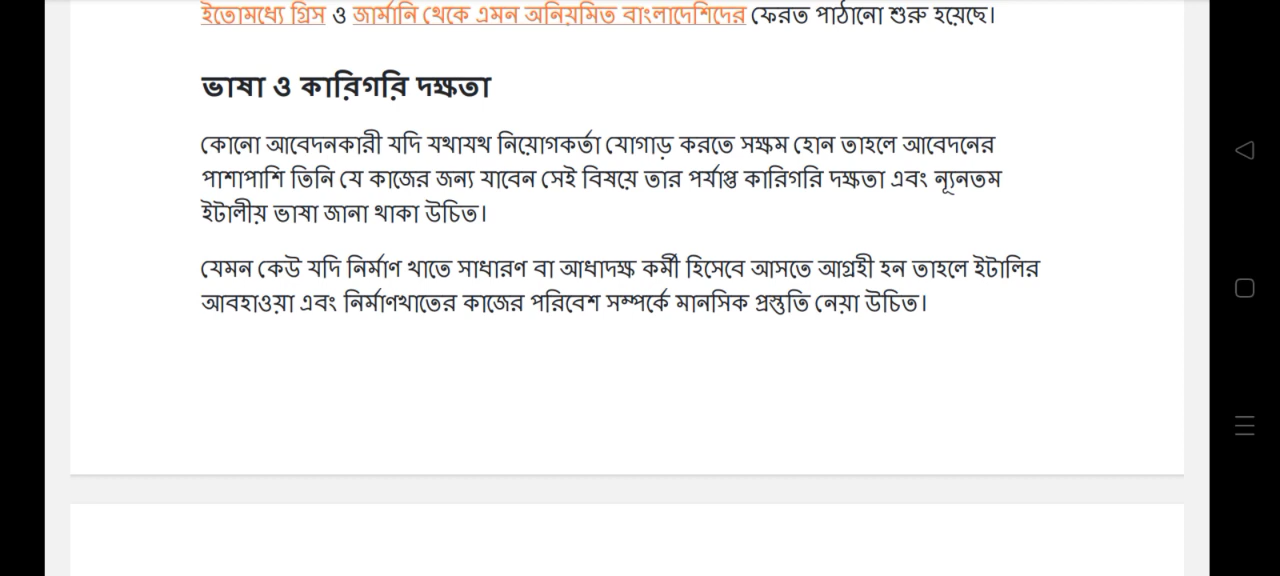 ইতোমধ্যে গ্রিস ও জার্মানি থেকে এমন অনিয়মিত বাংলাদেশিদের ফেরত পাঠানো শুরু হয়েছে।
ভাষা ও কারিগরি দক্ষতা
কোনো আবেদনকারী যদি যথাযথ নিয়োগকর্তা যোগাড় করতে সক্ষম হোন তাহলে আবেদনের
পাশাপাশি তিনি যে কাজের জন্য যাবেন সেই বিষয়ে তার পর্যাপ্ত কারিগরি দক্ষতা এবং ন্যূনতম
ইটালীয় ভাষা জানা থাকা উচিত।
যেমন কেউ যদি নির্মাণ খাতে সাধারণ বা আধাদক্ষ কর্মী হিসেবে আসতে আগ্রহী হন তাহলে ইটালির
আবহাওয়া এবং নির্মাণখাতের কাজের পরিবেশ সম্পর্কে মানসিক প্রস্তুতি নেয়া উচিত।